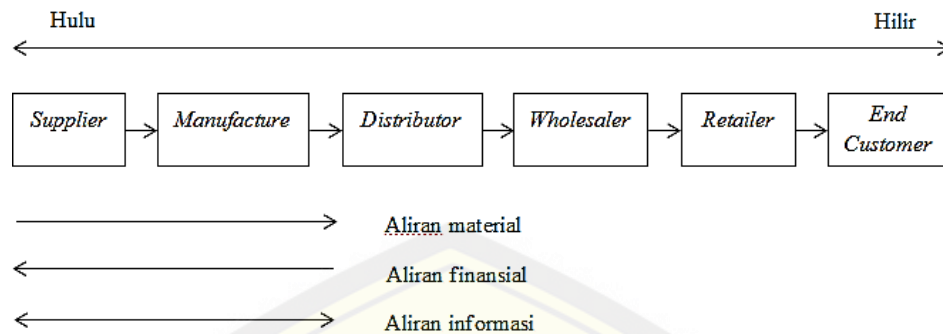 Hulu
Hilir
Supplier
Manufacture
Distributor
Wholesaler
Retailer
End
Customer
Aliran material
Aliran finansial
Aliran informasi